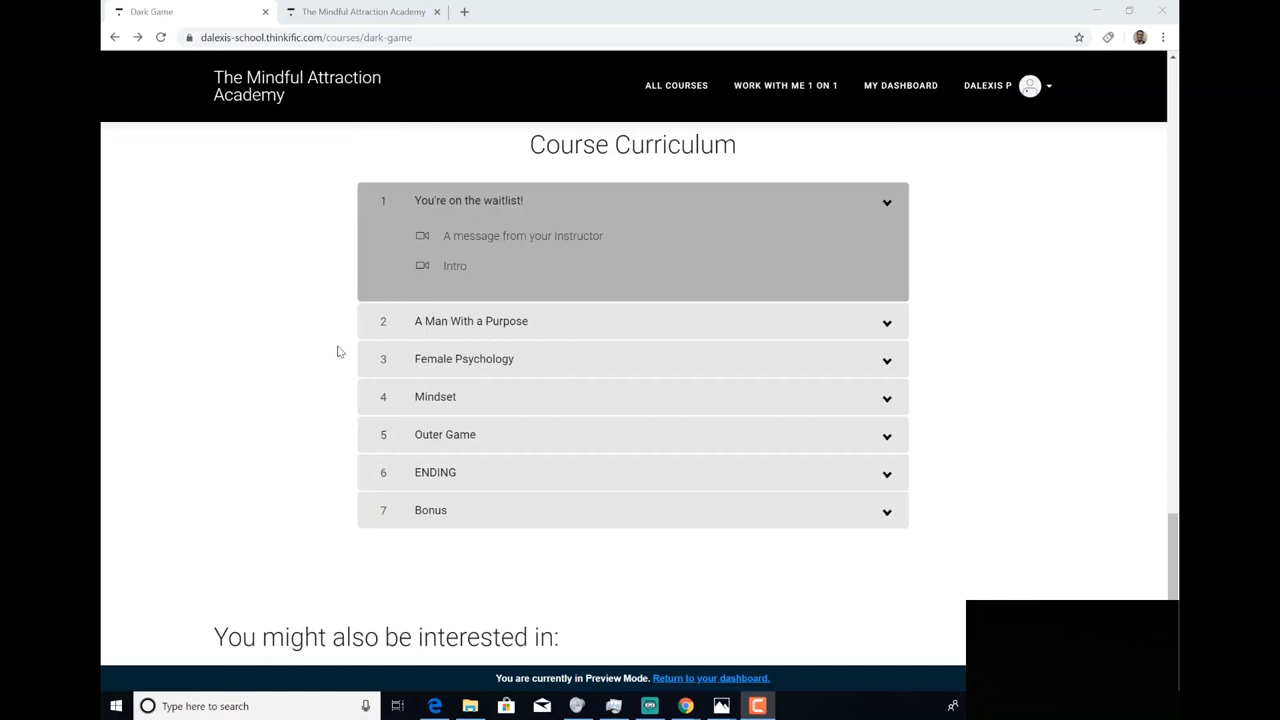 Dark Game
The Mindful Attraction Academy
dalexis-school.thinkific.com/courses/dark-game
The Mindful Attraction
Academy
ALL COURSES
WORK WITH ME 1 ON 1
MY DASHBOARD
DALEXIS P
Course Curriculum
1 You're on the waitlist!
A message from your Instructor
Intro
2 A Man With a Purpose
3 Female Psychology
4 Mindset
5 Outer Game
6 ENDING
7 Bonus
You might also be interested in:
You are currently in Preview Mode. Return to your dashboard.
Type here to search